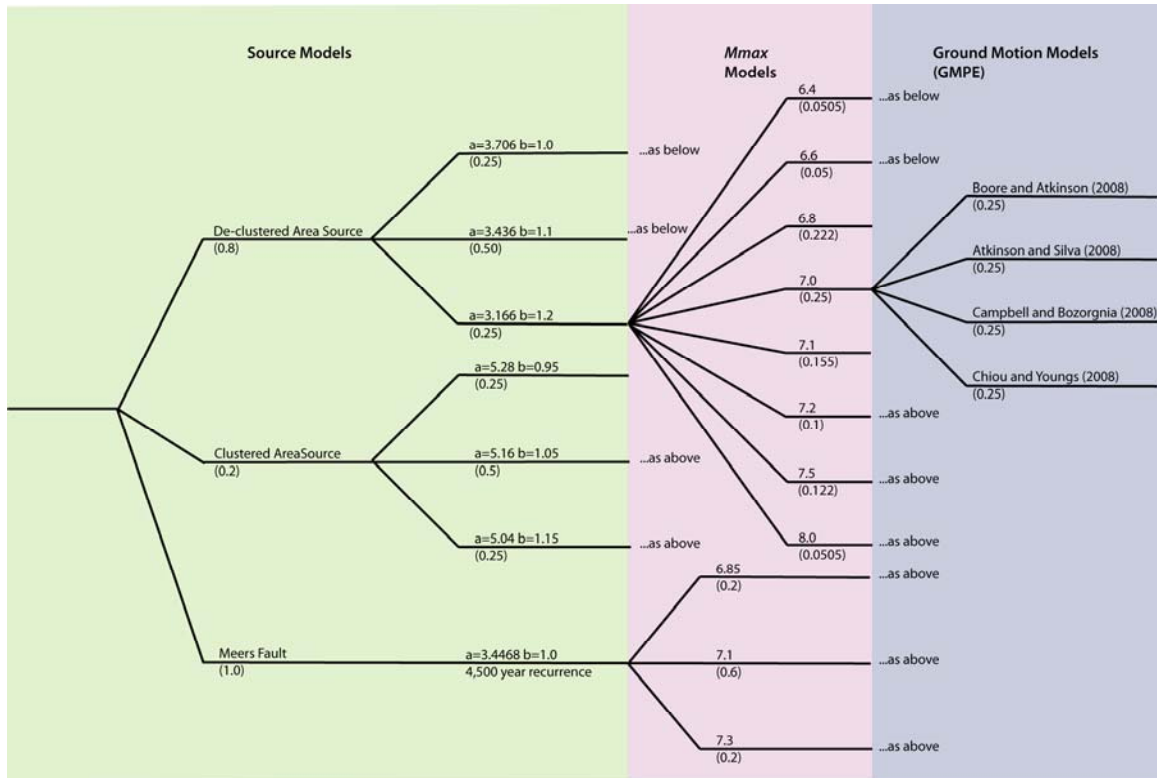 Source Models
Mmax
Models
Ground Motion Models
(GMPE)
De-clustered Area Source
(0.8)
a=3.706 b=1.0
(0.25)
...as below
a=3.436 b=1.1
(0.50)
...as below
a=3.166 b=1.2
(0.25)
Clustered AreaSource
(0.2)
a=5.28 b=0.95
(0.25)
a=5.16 b=1.05
(0.5)
...as above
a=5.04 b=1.15
(0.25)
...as above
Meers Fault
(1.0)
a=3.4468 b=1.0
4,500 year recurrence
6.4
(0.0505)
...as below
6.6
(0.05)
...as below
6.8
(0.222)
7.0
(0.25)
7.1
(0.155)
7.2
(0.1)
...as above
7.5
(0.122)
...as above
8.0
(0.0505)
...as above
6.85
(0.2)
...as above
7.1
(0.6)
...as above
7.3
(0.2)
...as above
Boore and Atkinson (2008)
(0.25)
Atkinson and Silva (2008)
(0.25)
Campbell and Bozorgnia (2008)
(0.25)
Chiou and Youngs (2008)
(0.25)